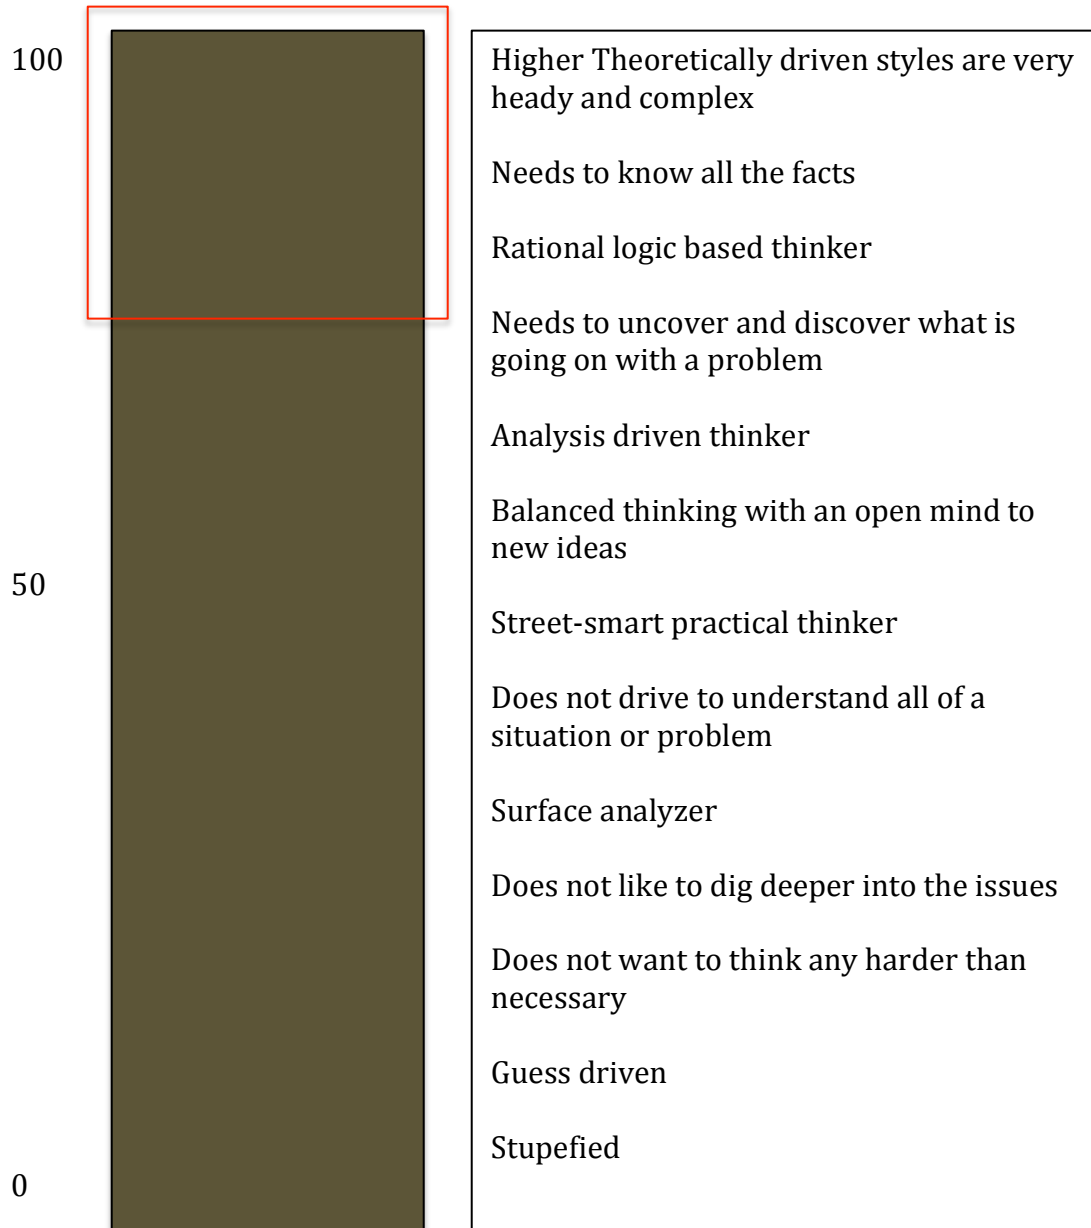 100
Higher Theoretically driven styles are very
heady and complex
Needs to know all the facts
Rational logic based thinker
Needs to uncover and discover what is
going on with a problem
Analysis driven thinker
Balanced thinking with an open mind to
new ideas
50
Street-smart practical thinker
Does not drive to understand all of a
situation or problem
Surface analyzer
Does not like to dig deeper into the issues
Does not want to think any harder than
necessary
Guess driven
Stupefied
0